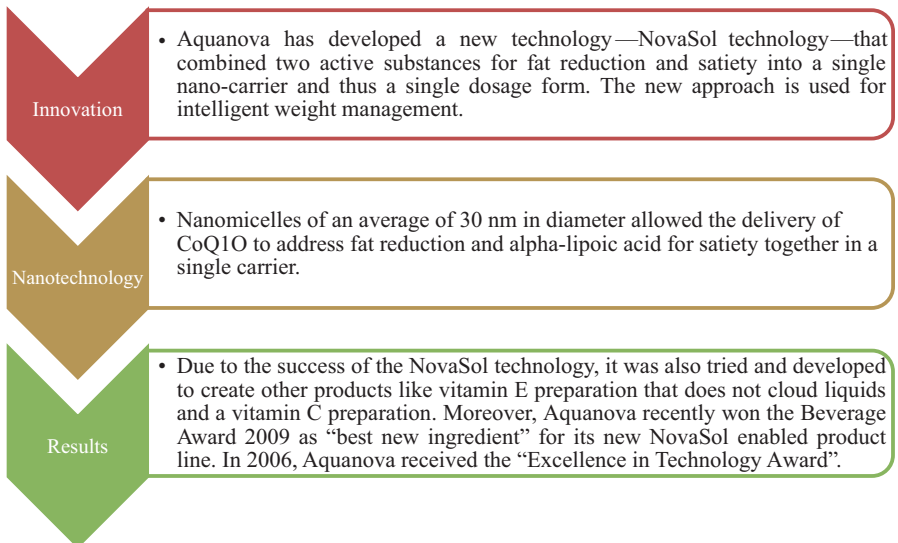 Innovation
• Aquanova has developed a new technology—NovaSol technology—that
combined two active substances for fat reduction and satiety into a single
nano-carrier and thus a single dosage form. The new approach is used for
intelligent weight management.
Nanotechnology
• Nanomicelles of an average of 30 nm in diameter allowed the delivery of
CoQ1O to address fat reduction and alpha-lipoic acid for satiety together in a
single carrier.
Results
• Due to the success of the NovaSol technology, it was also tried and developed
to create other products like vitamin E preparation that does not cloud liquids
and a vitamin C preparation. Moreover, Aquanova recently won the Beverage
Award 2009 as “best new ingredient” for its new NovaSol enabled product
line. In 2006, Aquanova received the “Excellence in Technology Award”.